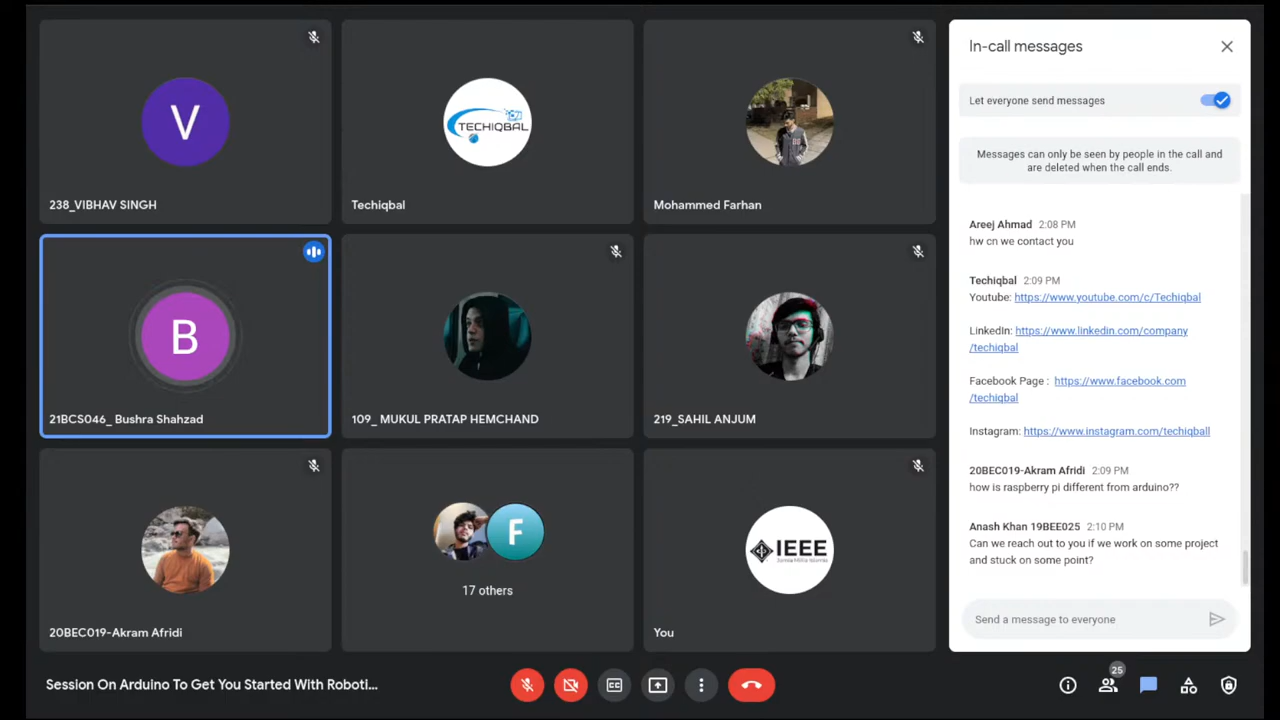 V
238_VIBHAV SINGH
TECHIQBAL
Techiqbal
Mohammed Farhan
B
21BCS046_ Bushra Shahzad
109_ MUKUL PRATAP HEMCHAND
219_SAHIL ANJUM
20BEC019-Akram Afridi
F
17 others
IEEE
Jamia Millia Islamia
You
In-call messages
Let everyone send messages
Messages can only be seen by people in the call and
are deleted when the call ends.
Areej Ahmad 2:08 PM
hw cn we contact you
Techiqbal 2:09 PM
Youtube: https://www.youtube.com/c/Techiqbal
LinkedIn: https://www.linkedin.com/company
/techiqbal
Facebook Page : https://www.facebook.com
/techiqbal
Instagram: https://www.instagram.com/techiqball
20BEC019-Akram Afridi 2:09 PM
how is raspberry pi different from arduino??
Anash Khan 19BEE025 2:10 PM
Can we reach out to you if we work on some project
and stuck on some point?
Send a message to everyone
Session On Arduino To Get You Started With Roboti...
CC
25